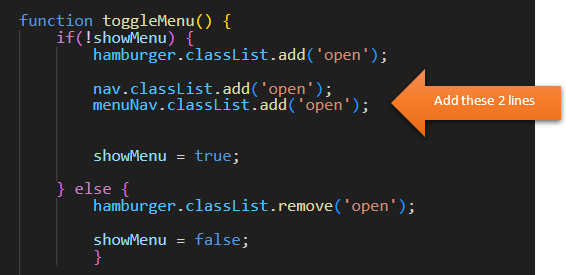 function toggleMenu() {
if(!showMenu) {
hamburger.classList.add('open');
nav.classList.add('open');
menuNav.classList.add('open');
Add these 2 lines
showMenu = true;
} else {
hamburger.classList.remove('open');
showMenu = false;
}